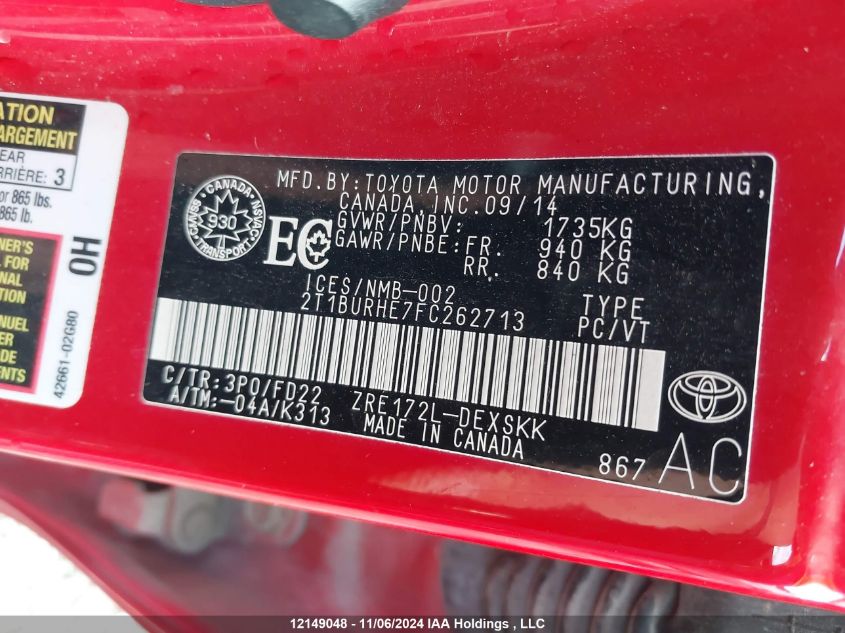 ATION
ARGEMENT
EAR
RRIÈRE: 3
or 865 lbs.
865 lb.
NER'S
FOR
NAL
TION
NUEL
ER
DE
ADES
OH
42661-02G80
MFD.BY:TOYOTA MOTOR MANUFACTURING,
CANADA, INC.09/14
GVWR/PNBV: 1735KG
GAWR/PNBE:FR. 940 KG
RR. 840 KG
CANADA
930
TRANSPORT
EC
ICES/NMB-002
2T1BURHE7FC262713
TYPE
PC/VT
C/TR:3P0/FD22
A/TM:-04A/K313
ZRE172L-DEXSKK
MADE IN CANADA
867 AC
12149048 - 11/06/2024 IAA Holdings , LLC